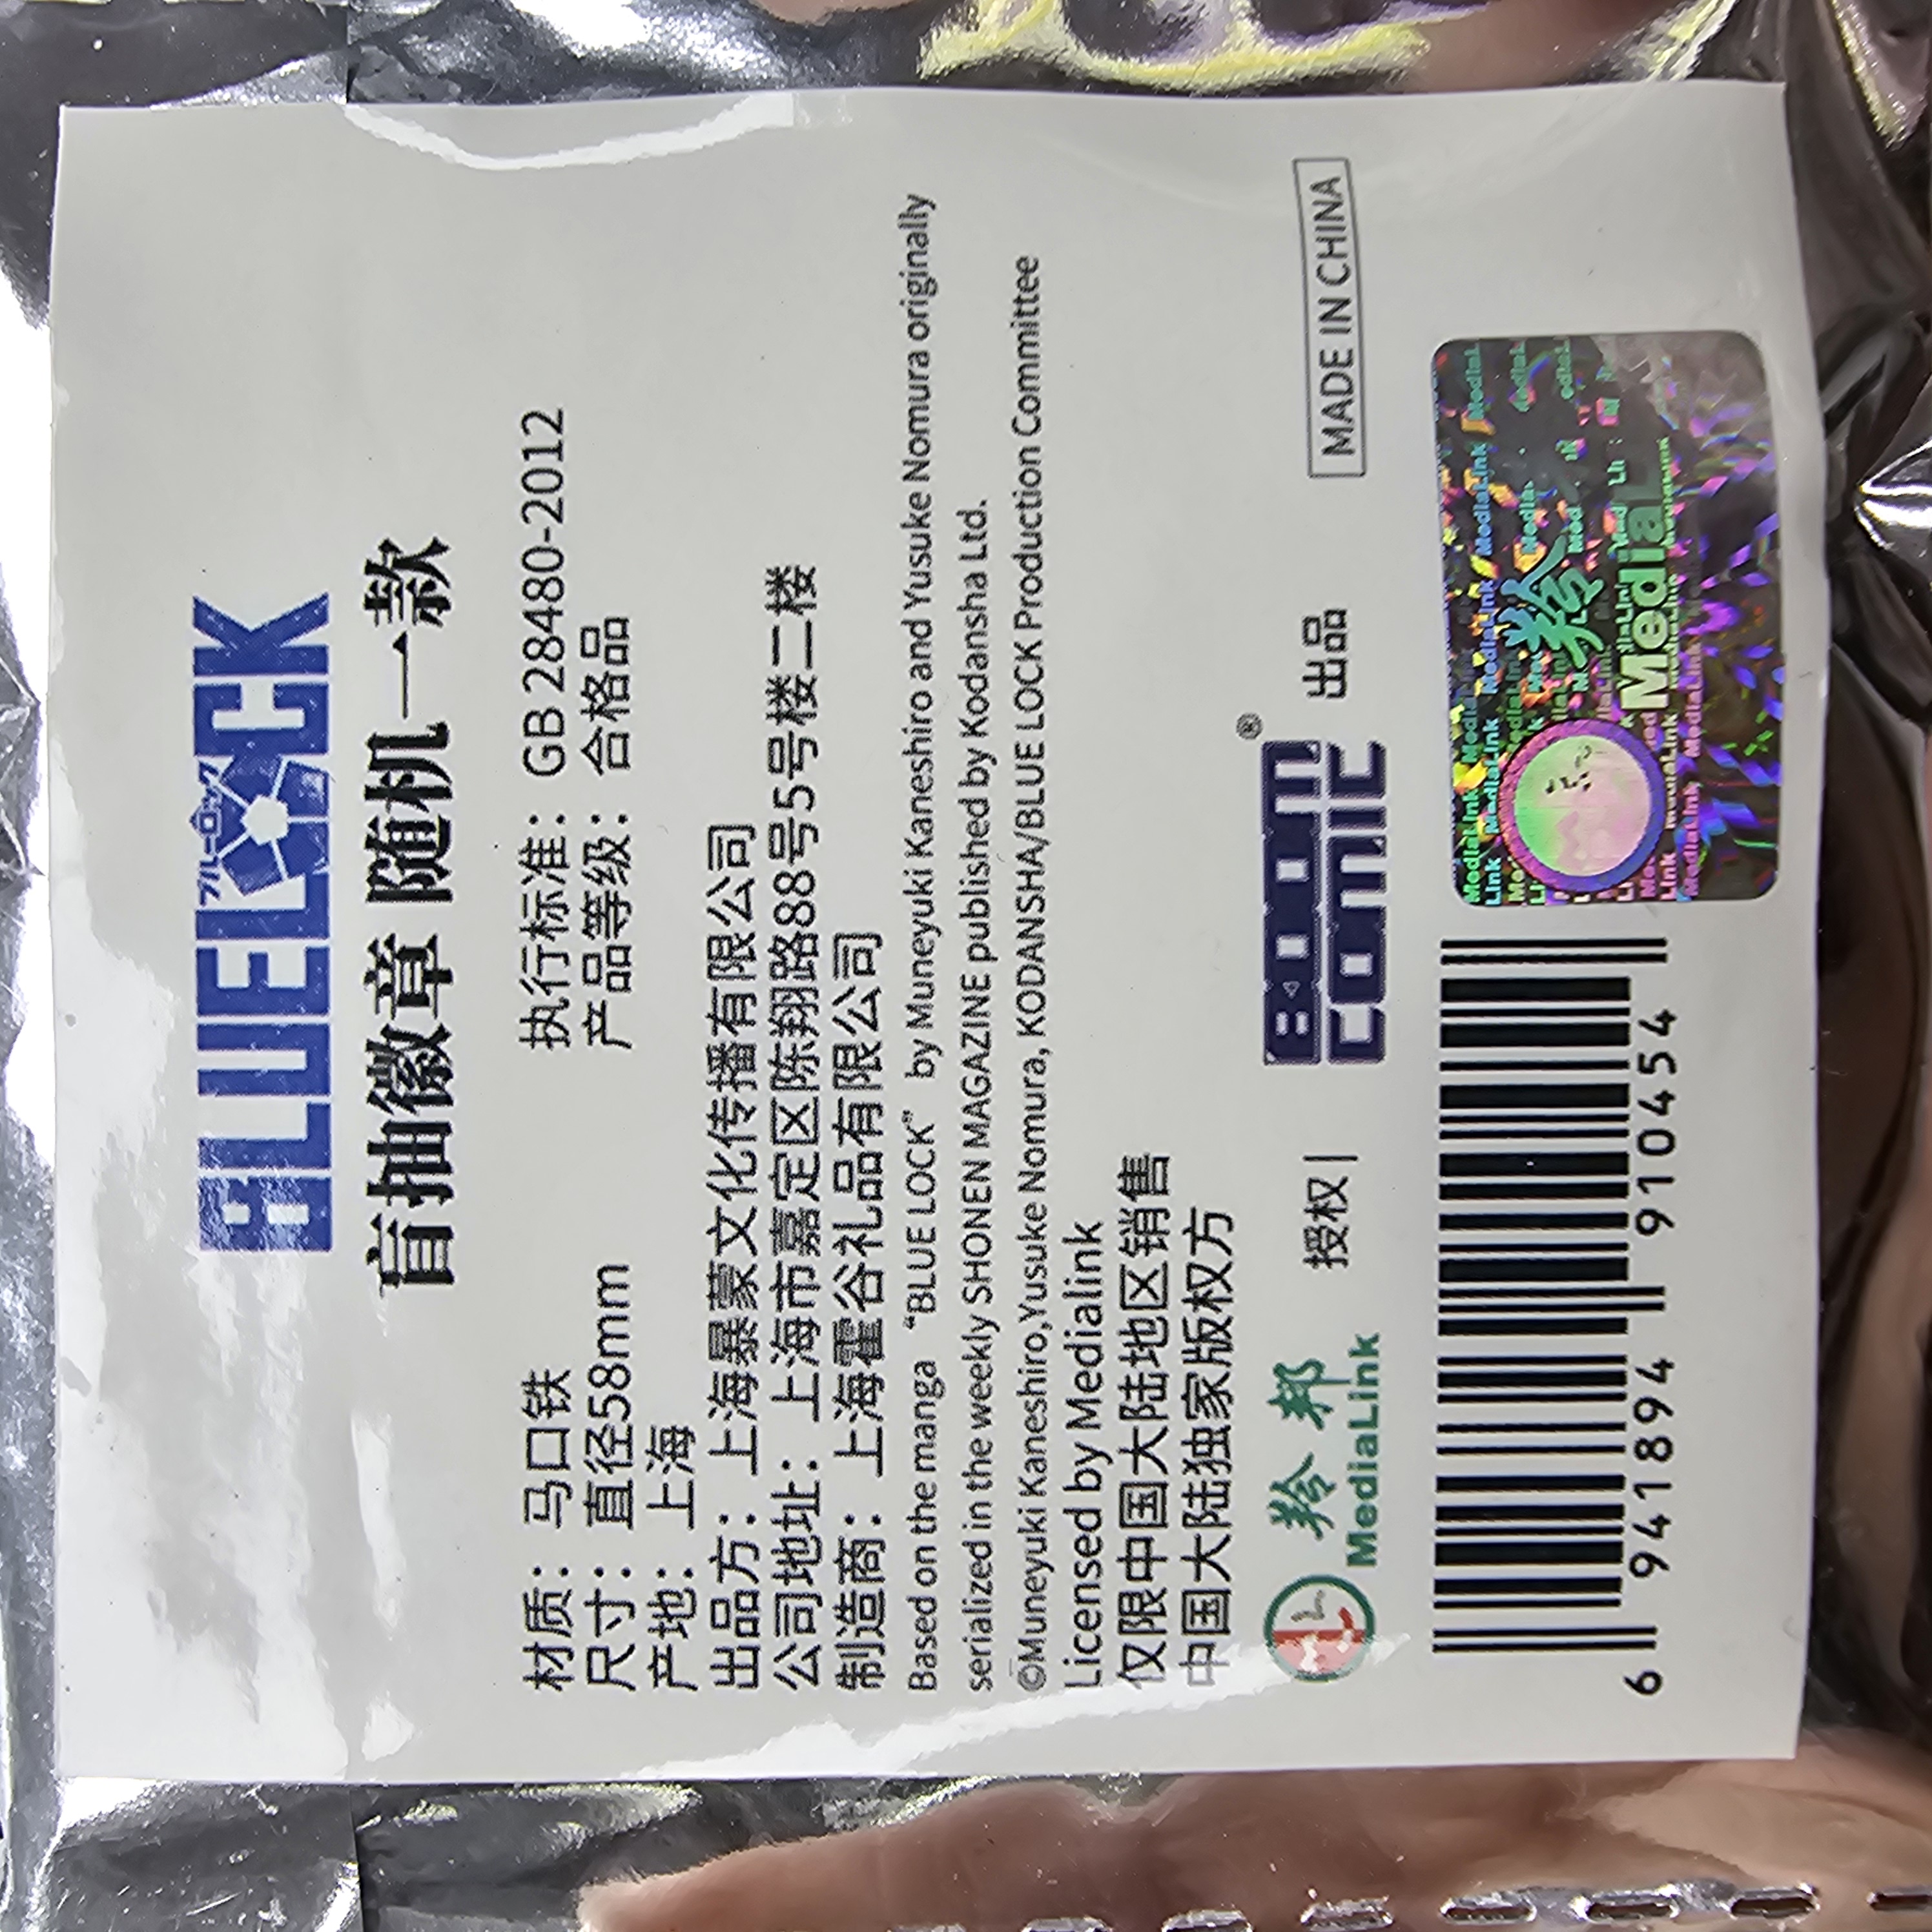 BLUELOCK
ブルーロック
盲抽徽章 随机一款
材质：马口铁 执行标准：GB 28480-2012
尺寸：直径58mm 产品等级：合格品
产地：上海
出品方：上海暴蒙文化传播有限公司
公司地址：上海市嘉定区陈翔路88号5号楼二楼
制造商：上海霍谷礼品有限公司
Based on the manga “BLUE LOCK” by Muneyuki Kaneshiro and Yusuke Nomura originally
serialized in the weekly SHONEN MAGAZINE published by Kodansha Ltd.
©Muneyuki Kaneshiro,Yusuke Nomura, KODANSHA/BLUE LOCK Production Committee
Licensed by Medialink
仅限中国大陆地区销售
中国大陆独家版权方
羚邦 MediaLink 授权 | BOOM COMIC® 出品 MADE IN CHINA
6 941894 910454
羚
MediaL